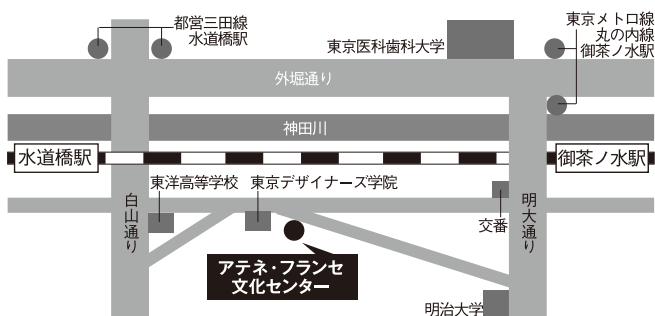 都営三田線
水道橋駅
東京医科歯科大学
東京メトロ線
丸の内線
御茶ノ水駅
外堀通り
神田川
水道橋駅
御茶ノ水駅
東洋高等学校
東京デザイナーズ学院
白山通り
明大通り
交番
アテネ・フランセ
文化センター
明治大学